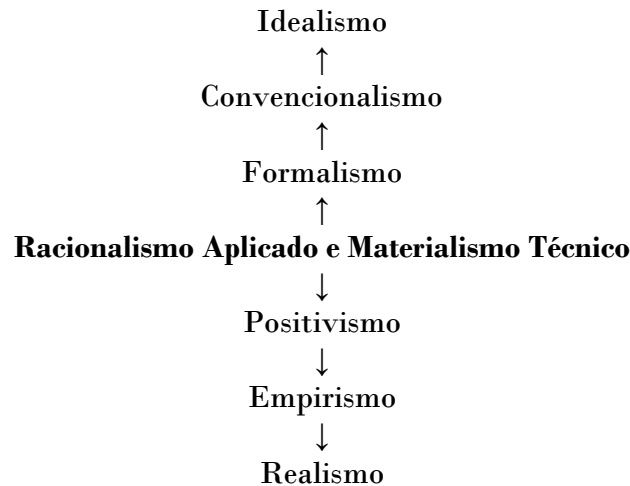 Idealismo
↑
Convencionalismo
↑
Formalismo
↑
Racionalismo Aplicado e Materialismo Técnico
↓
Positivismo
↓
Empirismo
↓
Realismo